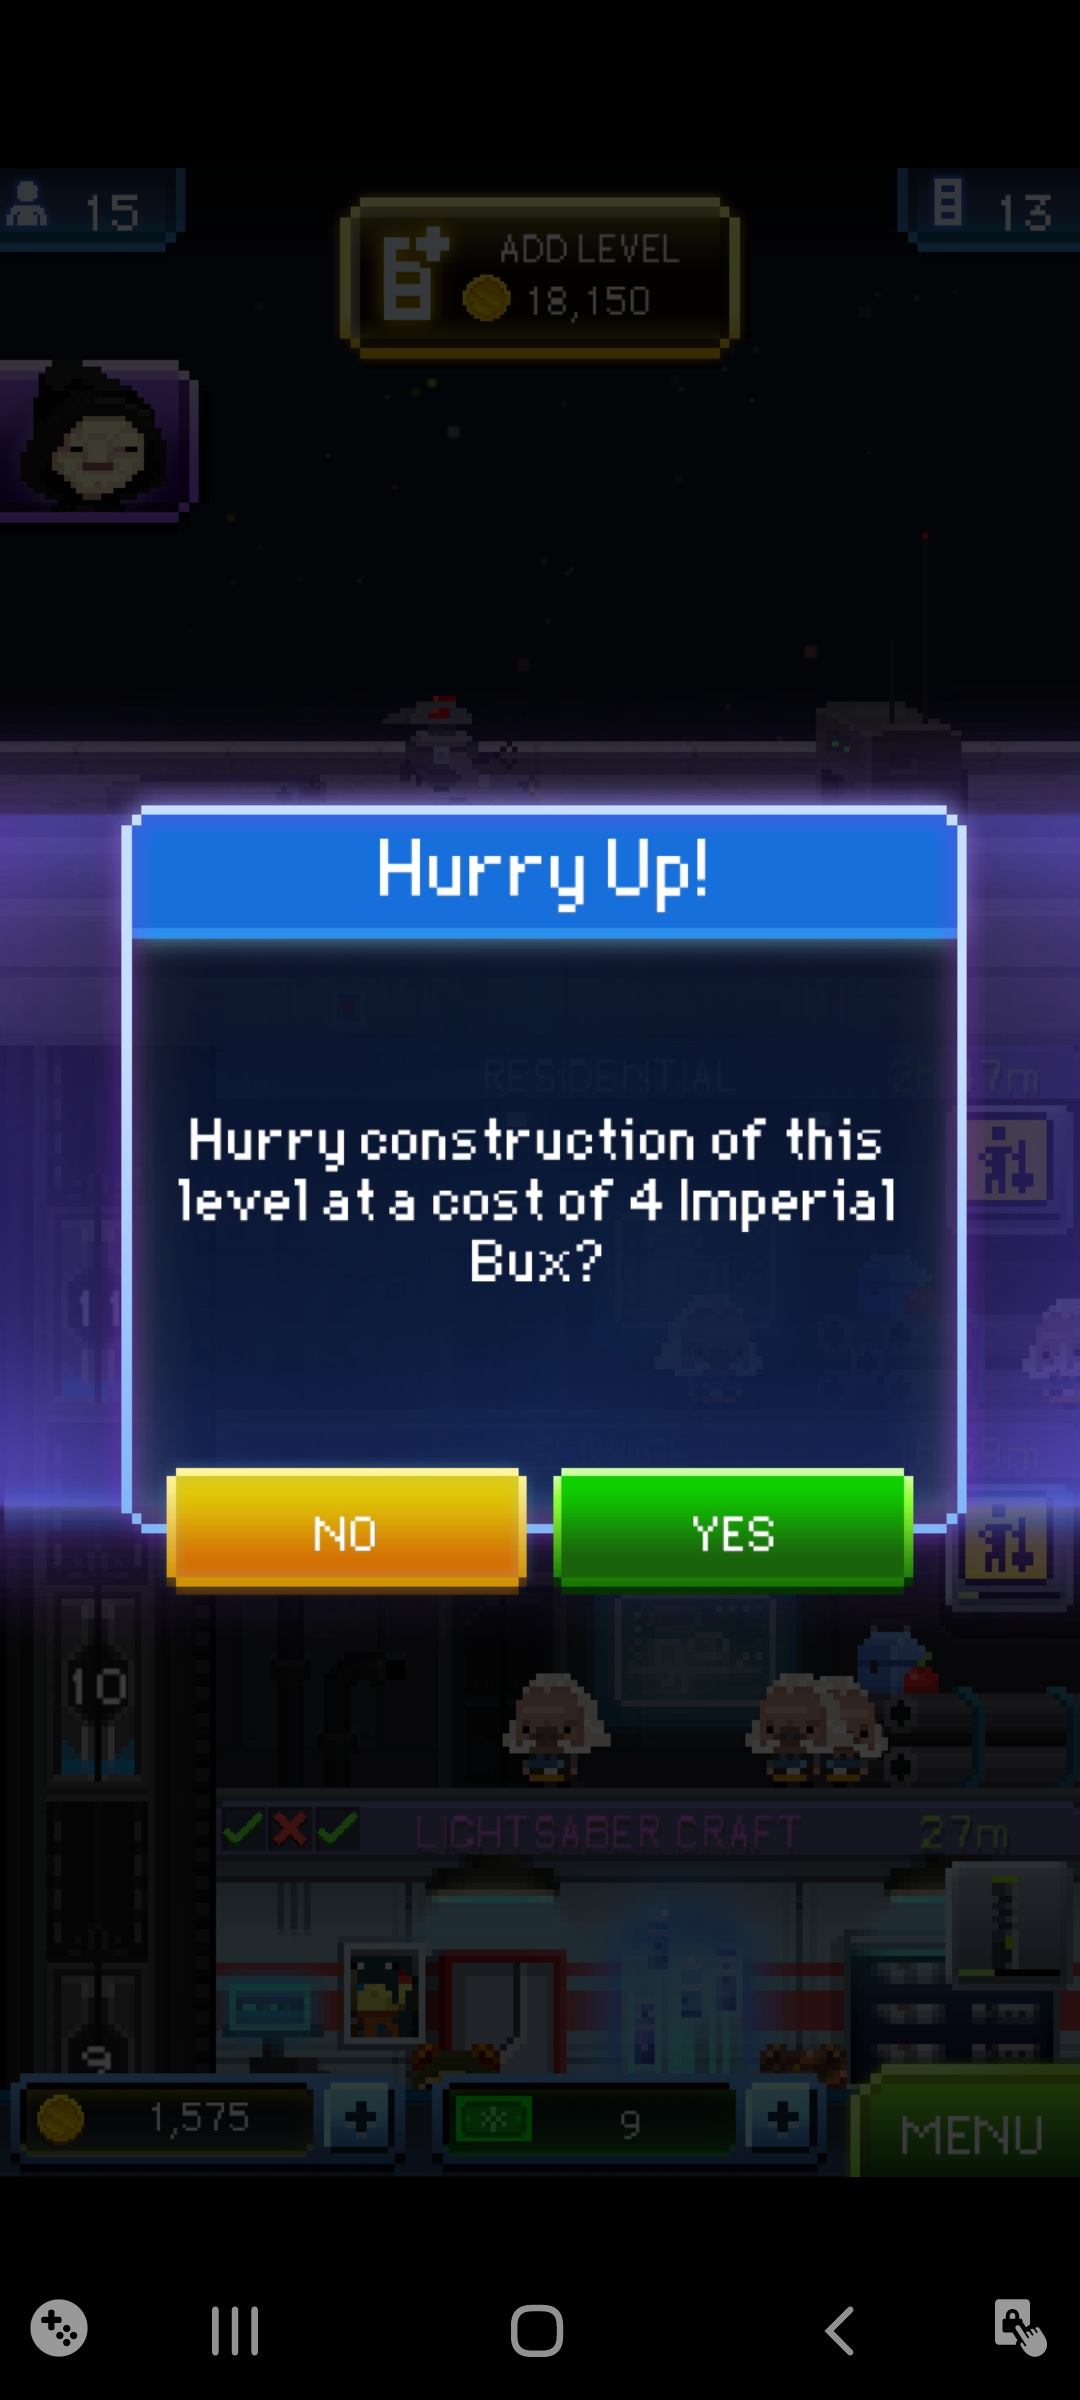 15
ADD LEVEL
18,150
13
Hurry Up!
RESIDENTIAL
Hurry construction of this
level at a cost of 4 Imperial
Bux?
11
NO
YES
10
LIGHTSABER CRAFT
27m
9
1,575
9
MENU